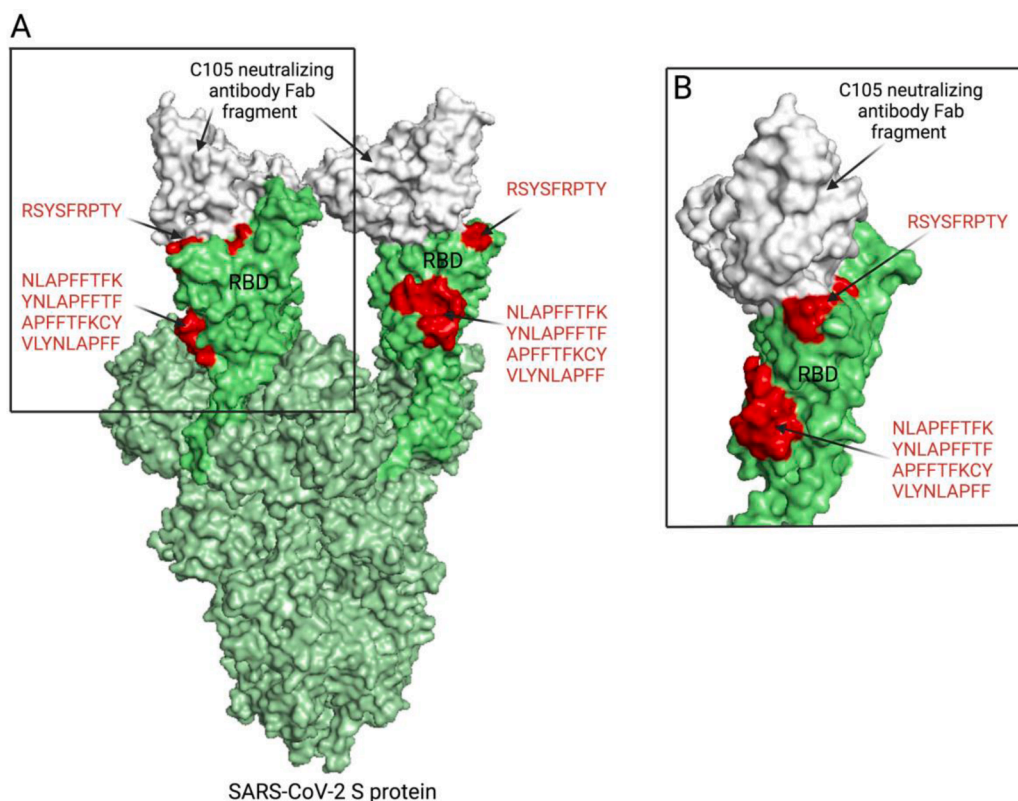 A
C105 neutralizing
antibody Fab
fragment
RSYSFRPTY
RBD
NLAPFFTFK
YNLAPFFTF
APFFTFKCY
VLYNLAPFF
RSYSFRPTY
RBD
NLAPFFTFK
YNLAPFFTF
APFFTFKCY
VLYNLAPFF
SARS-CoV-2 S protein
B
C105 neutralizing
antibody Fab
fragment
RSYSFRPTY
RBD
NLAPFFTFK
YNLAPFFTF
APFFTFKCY
VLYNLAPFF